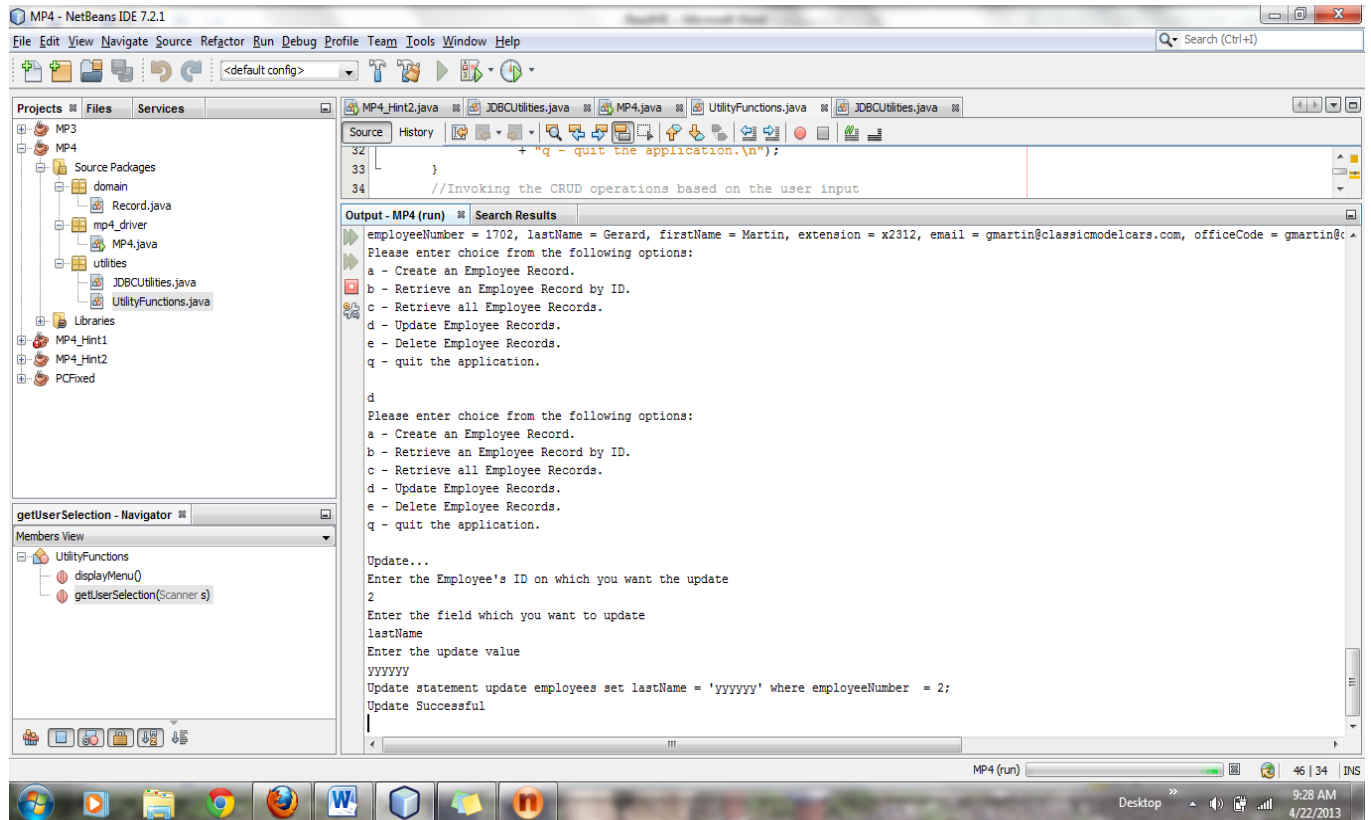 MP4 - NetBeans IDE 7.2.1
File Edit View Navigate Source Refactor Run Debug Profile Team Tools Window Help
Search (Ctrl+I)
<default config>
Projects Files Services
MP3
MP4
Source Packages
domain
Record.java
mp4_driver
MP4.java
utilities
JDBCUtilities.java
UtilityFunctions.java
Libraries
MP4_Hint1
MP4_Hint2
PCFixed
getUserSelection - Navigator
Members View
UtilityFunctions
displayMenu()
getUserSelection(Scanner s)
MP4_Hint2.java JDBCUtilities.java MP4.java UtilityFunctions.java JDBCUtilities.java
Source History
32 + "q - quit the application.\n");
33 }
34 //Invoking the CRUD operations based on the user input
Output - MP4 (run) Search Results
employeeNumber = 1702, lastName = Gerard, firstName = Martin, extension = x2312, email = gmartin@classicmodelcars.com, officeCode = gmartin@c
Please enter choice from the following options:
a - Create an Employee Record.
b - Retrieve an Employee Record by ID.
c - Retrieve all Employee Records.
d - Update Employee Records.
e - Delete Employee Records.
q - quit the application.
d
Please enter choice from the following options:
a - Create an Employee Record.
b - Retrieve an Employee Record by ID.
c - Retrieve all Employee Records.
d - Update Employee Records.
e - Delete Employee Records.
q - quit the application.
Update...
Enter the Employee's ID on which you want the update
2
Enter the field which you want to update
lastName
Enter the update value
yyyyyy
Update statement update employees set lastName = 'yyyyyy' where employeeNumber  = 2;
Update Successful
MP4 (run)
46 | 34 INS
Desktop
9:28 AM
4/22/2013